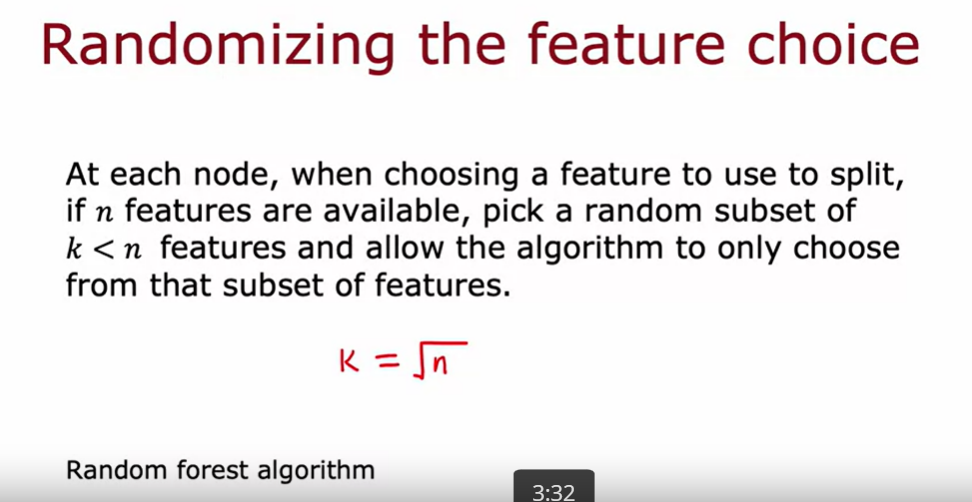 Randomizing the feature choice
At each node, when choosing a feature to use to split,
if n features are available, pick a random subset of
k < n features and allow the algorithm to only choose
from that subset of features.
K = √n
Random forest algorithm
3:32